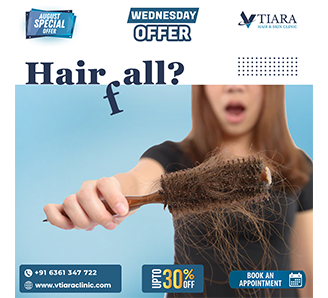 AUGUST
SPECIAL
OFFER
WEDNESDAY
OFFER
VTIARA
HAIR & SKIN CLINIC
Hair fall?
+91 6361 347 722
www.vtiaraclinic.com
UPTO 30% OFF
BOOK AN
APPOINTMENT